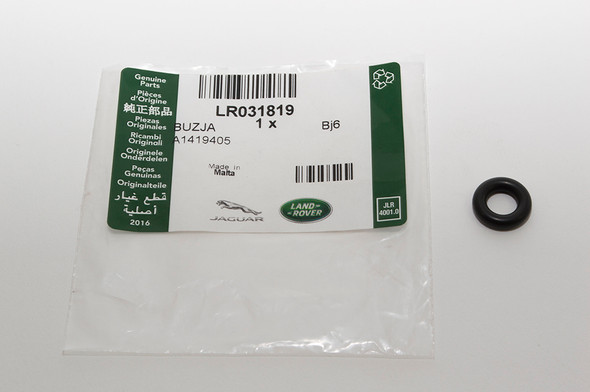 Genuine
Parts
Pièces
d'Origine
純正部品
Piezas
Originales
Ricambi
Originali
Originele
Onderdelen
Peças
Genuinas
Originalteile
قطع غيار
أصلية
2016
LR031819
1 x
BUZJA
Bj6
A1419405
Made in
Malta
JAGUAR
LAND-
-ROVER
JLR
4001.0